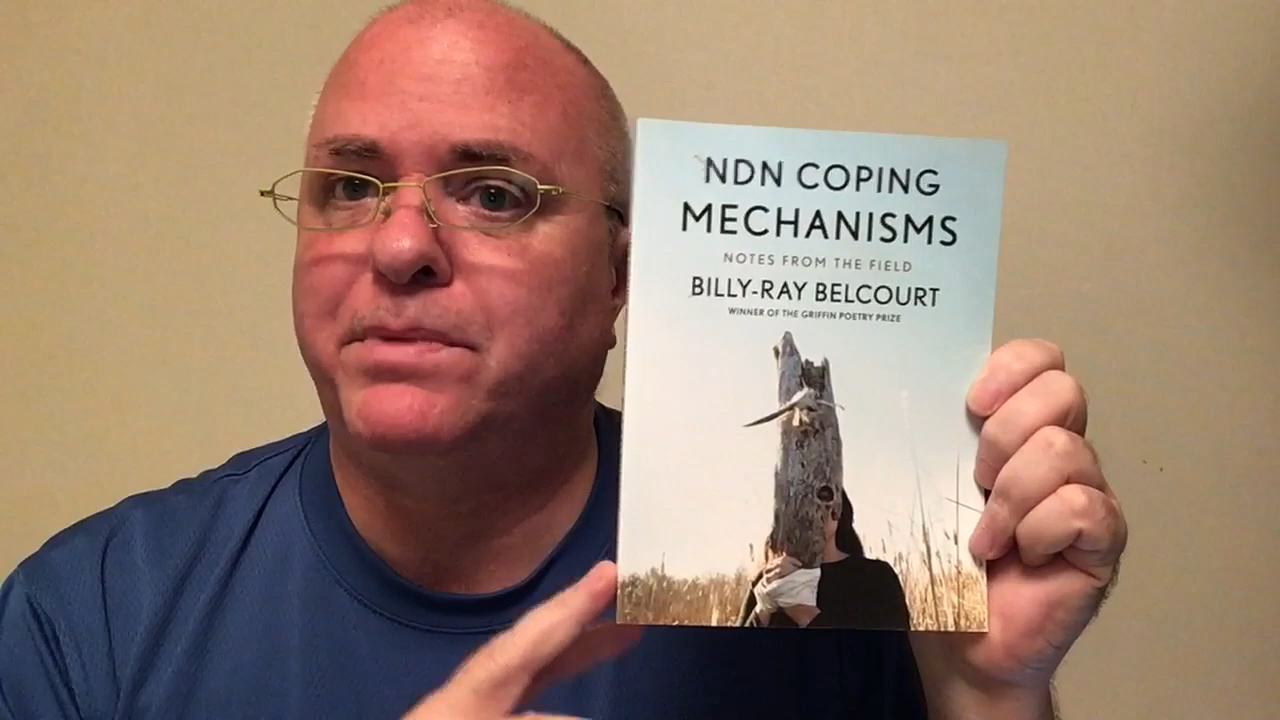 NDN COPING
MECHANISMS
NOTES FROM THE FIELD
BILLY-RAY BELCOURT
WINNER OF THE GRIFFIN POETRY PRIZE